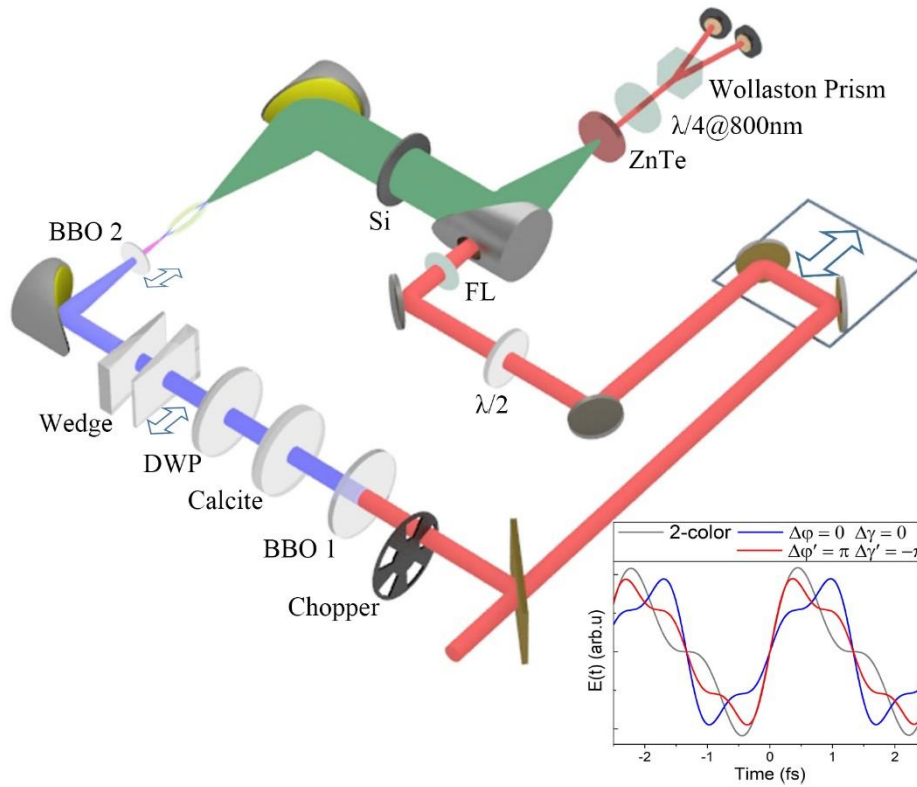 Wollaston Prism
λ/4@800nm
ZnTe
BBO 2
Si
FL
λ/2
Wedge
DWP
Calcite
BBO 1
Chopper
2-color
Δφ = 0 Δγ = 0
Δφ' = π Δγ' = −π
E(t) (arb.u)
-2 -1 0 1 2
Time (fs)